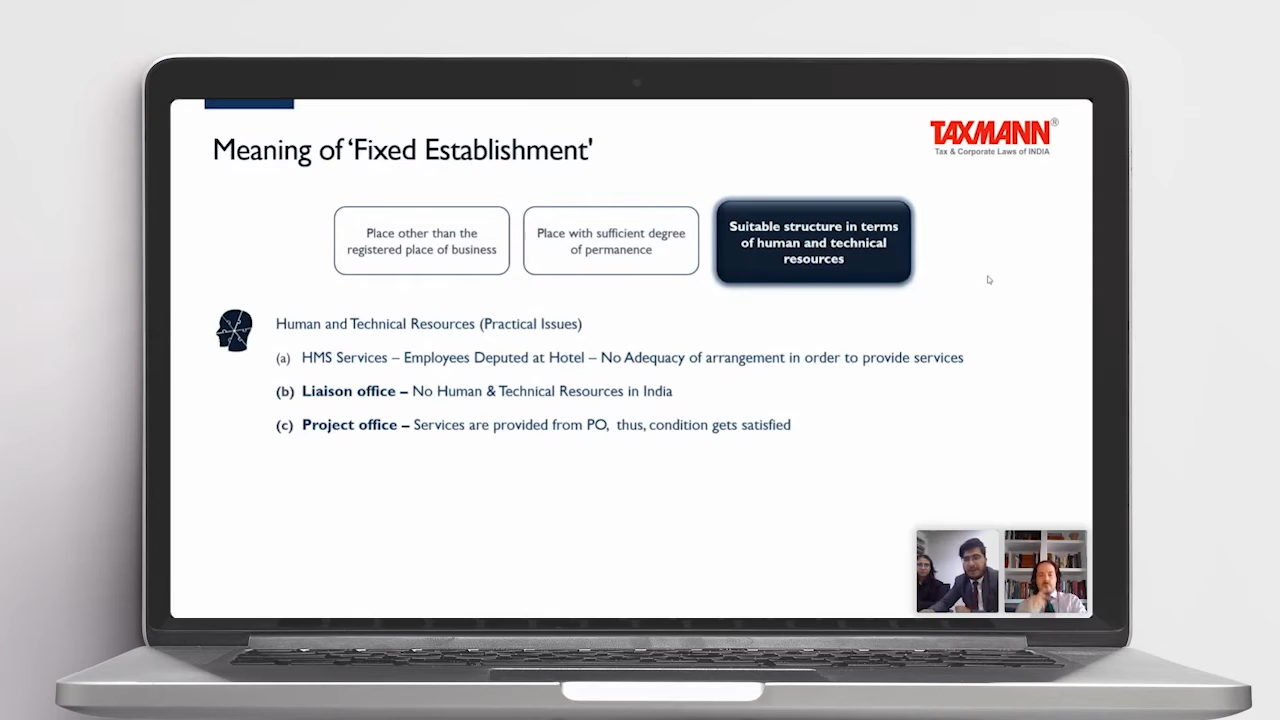 Meaning of ‘Fixed Establishment'
TAXMANN®
Tax & Corporate Laws of INDIA
Place other than the
registered place of business
Place with sufficient degree
of permanence
Suitable structure in terms
of human and technical
resources
Human and Technical Resources (Practical Issues)
(a) HMS Services – Employees Deputed at Hotel – No Adequacy of arrangement in order to provide services
(b) Liaison office – No Human & Technical Resources in India
(c) Project office – Services are provided from PO, thus, condition gets satisfied